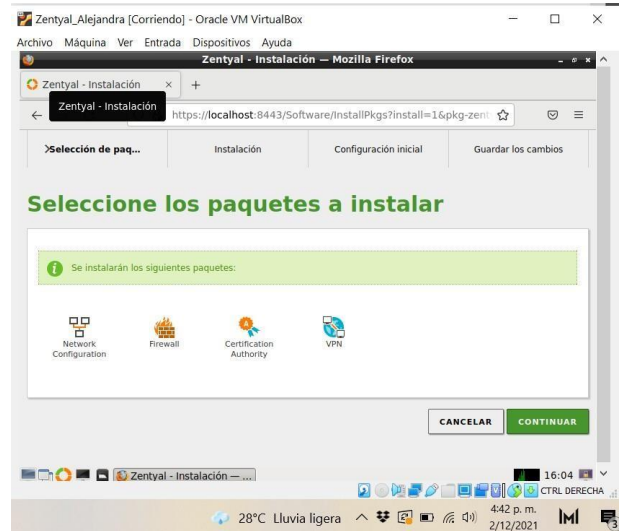 Zentyal_Alejandra [Corriendo] - Oracle VM VirtualBox
Archivo Máquina Ver Entrada Dispositivos Ayuda
Zentyal - Instalación — Mozilla Firefox
Zentyal - Instalación
Zentyal - Instalación
https://localhost:8443/Software/InstallPkgs?install=1&pkg-zent
Selección de paq...
Instalación
Configuración inicial
Guardar los cambios
Seleccione los paquetes a instalar
Se instalarán los siguientes paquetes:
Network Configuration
Firewall
Certification Authority
VPN
CANCELAR
CONTINUAR
Zentyal - Instalación — ...]
16:04
CTRL DERECHA
28°C Lluvia ligera
4:42 p. m.
2/12/2021
3